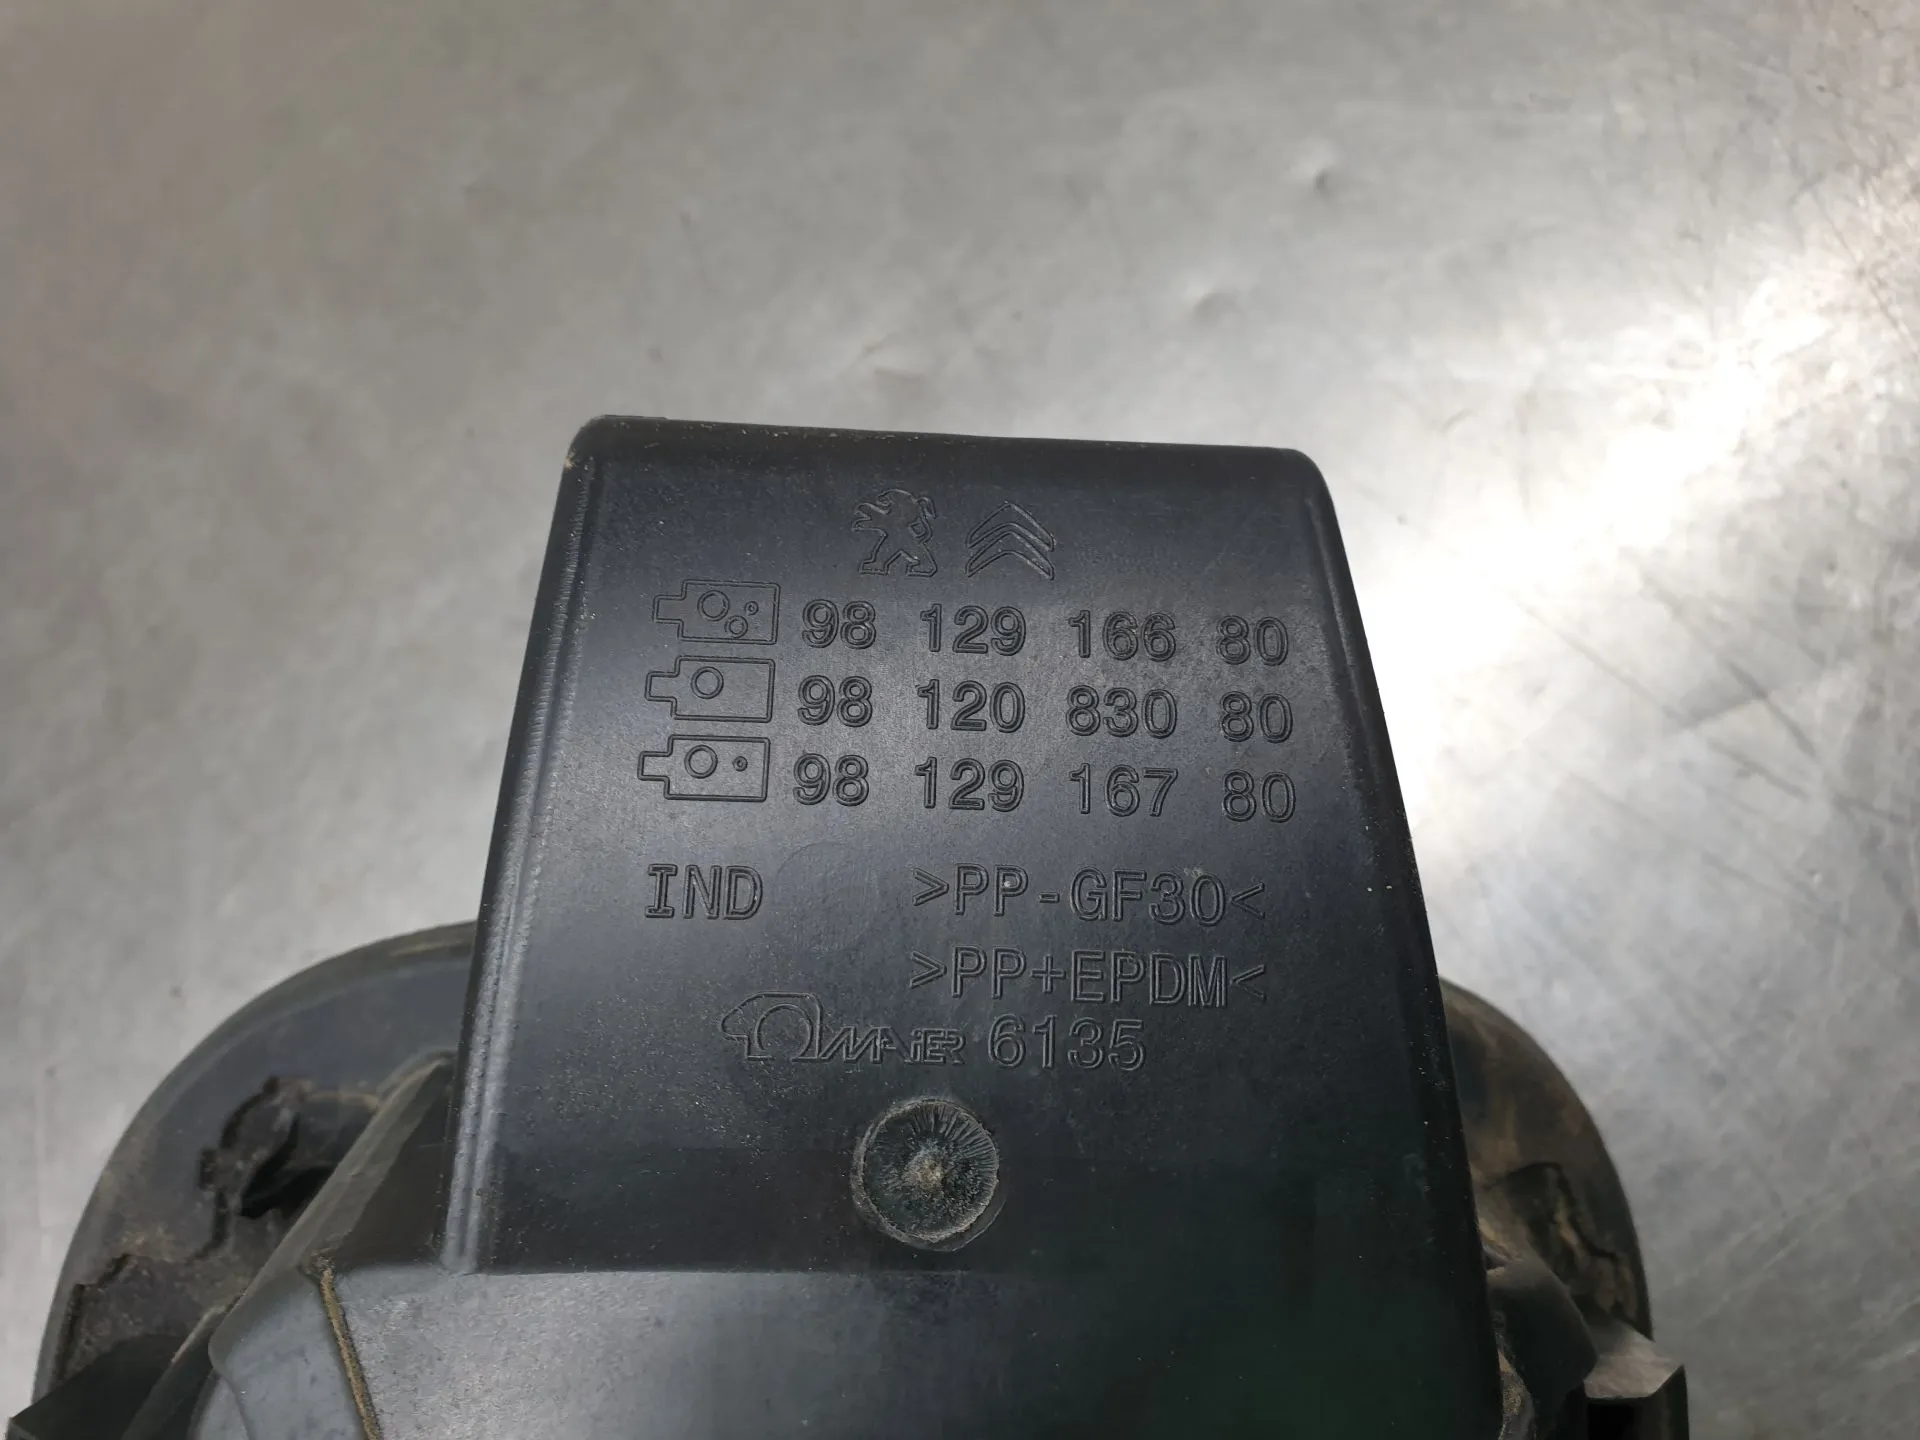 98 129 166 80
98 120 830 80
98 129 167 80
IND >PP-GF30<
>PP+EPDM<
MAIER 6135